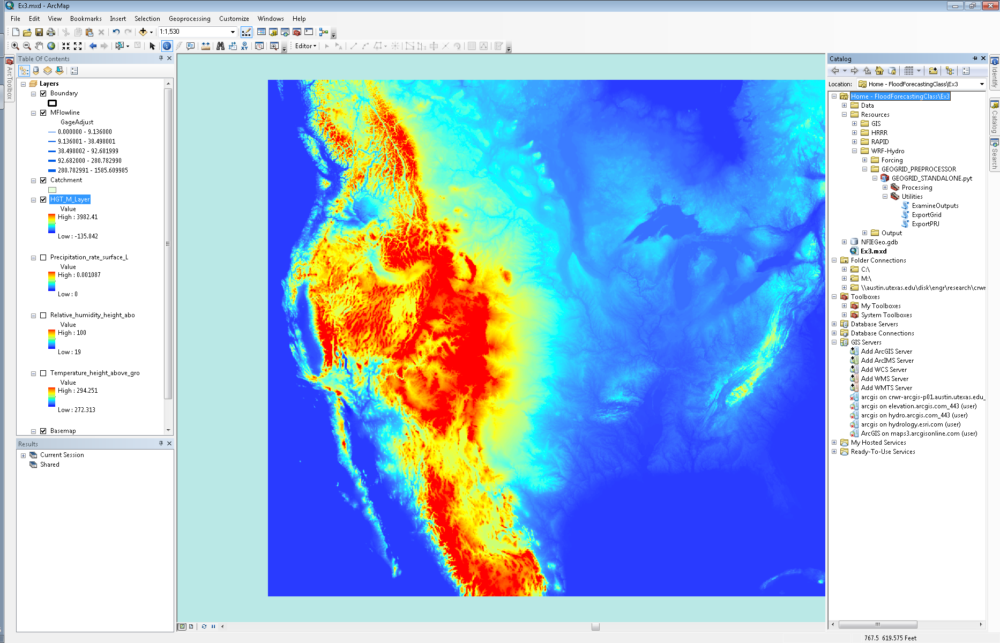 Ex3.mxd - ArcMap
File Edit View Bookmarks Insert Selection Geoprocessing Customize Windows Help
1:1,530
Editor
ArcToolbox
Table Of Contents
Layers
Boundary
MFlowline
GageAdjust
0.000000 - 9.136000
9.136001 - 38.498001
38.498002 - 92.681999
92.682000 - 280.782990
280.782991 - 1585.609985
Catchment
HGT_M_Layer
Value
High : 3982.41
Low : -135.842
Precipitation_rate_surface_L
Value
High : 0.001087
Low : 0
Relative_humidity_height_abo
Value
High : 100
Low : 19
Temperature_height_above_gro
Value
High : 294.251
Low : 272.313
Basemap
Results
Current Session
Shared
Catalog
Location: Home - FloodForecastingClass\Ex3
Home - FloodForecastingClass\Ex3
Data
Resources
GIS
HRRR
RAPID
WRF-Hydro
Forcing
GEOGRID_PREPROCESSOR
GEOGRID_STANDALONE.pyt
Processing
Utilities
ExamineOutputs
ExportGrid
ExportPRJ
Output
NFIEGeo.gdb
Ex3.mxd
Folder Connections
C:\
M:\
\\austin.utexas.edu\disk\engr\research\crwr
Toolboxes
My Toolboxes
System Toolboxes
Database Servers
Database Connections
GIS Servers
Add ArcGIS Server
Add ArcIMS Server
Add WCS Server
Add WMS Server
Add WMTS Server
arcgis on crwr-arcgis-p01.austin.utexas.edu_
arcgis on elevation.arcgis.com_443 (user)
arcgis on hydro.arcgis.com_443 (user)
arcgis on hydrology.esri.com (user)
ArcGIS on maps3.arcgisonline.com (user)
My Hosted Services
Ready-To-Use Services
Identify
Catalog
Search
767.5 619.575 Feet